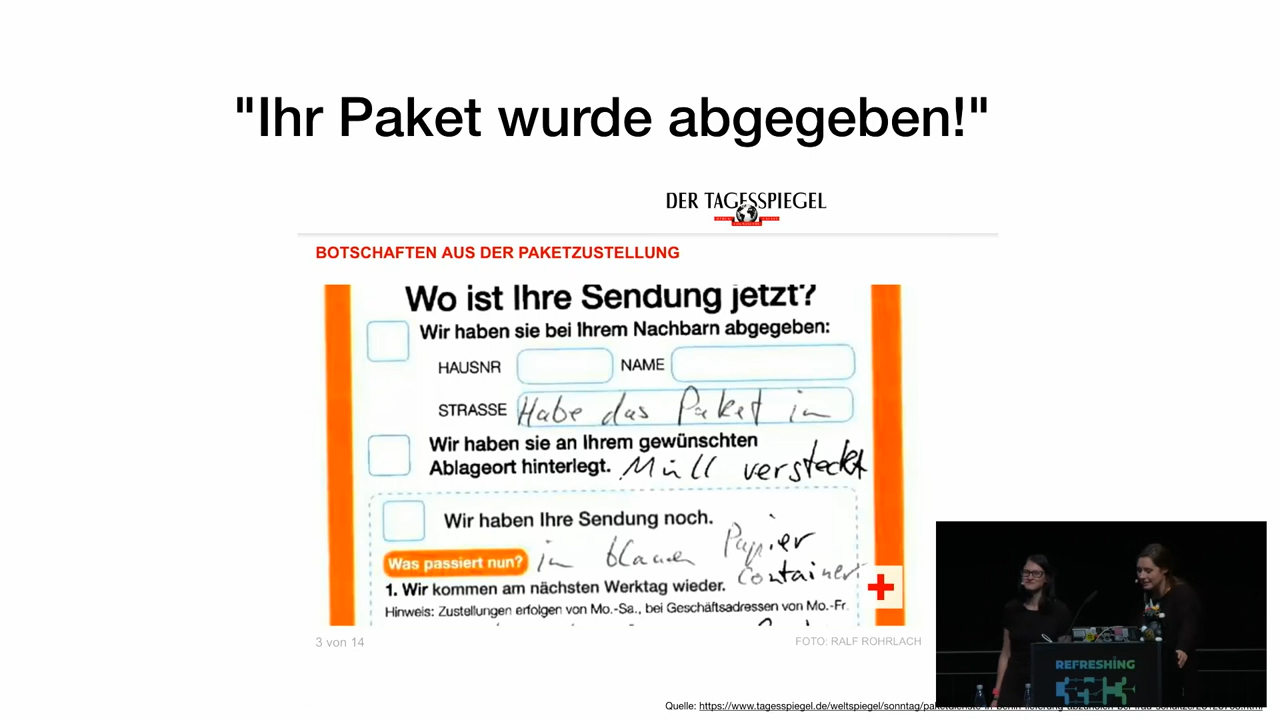 "Ihr Paket wurde abgegeben!"
DER TAGESSPIEGEL
BOTSCHAFTEN AUS DER PAKETZUSTELLUNG
Wo ist Ihre Sendung jetzt?
Wir haben sie bei Ihrem Nachbarn abgegeben:
HAUSNR NAME
STRASSE Habe das Paket in
Wir haben sie an Ihrem gewünschten
Ablageort hinterlegt. Müll versteckt
Wir haben Ihre Sendung noch.
Was passiert nun? in blauen Papier
Container!
1. Wir kommen am nächsten Werktag wieder.
Hinweis: Zustellungen erfolgen von Mo.-Sa., bei Geschäftsadressen von Mo.-Fr.
3 von 14
FOTO: RALF ROHRLACH
REFRESHING
Quelle: https://www.tagesspiegel.de/weltspiegel/sonntag/